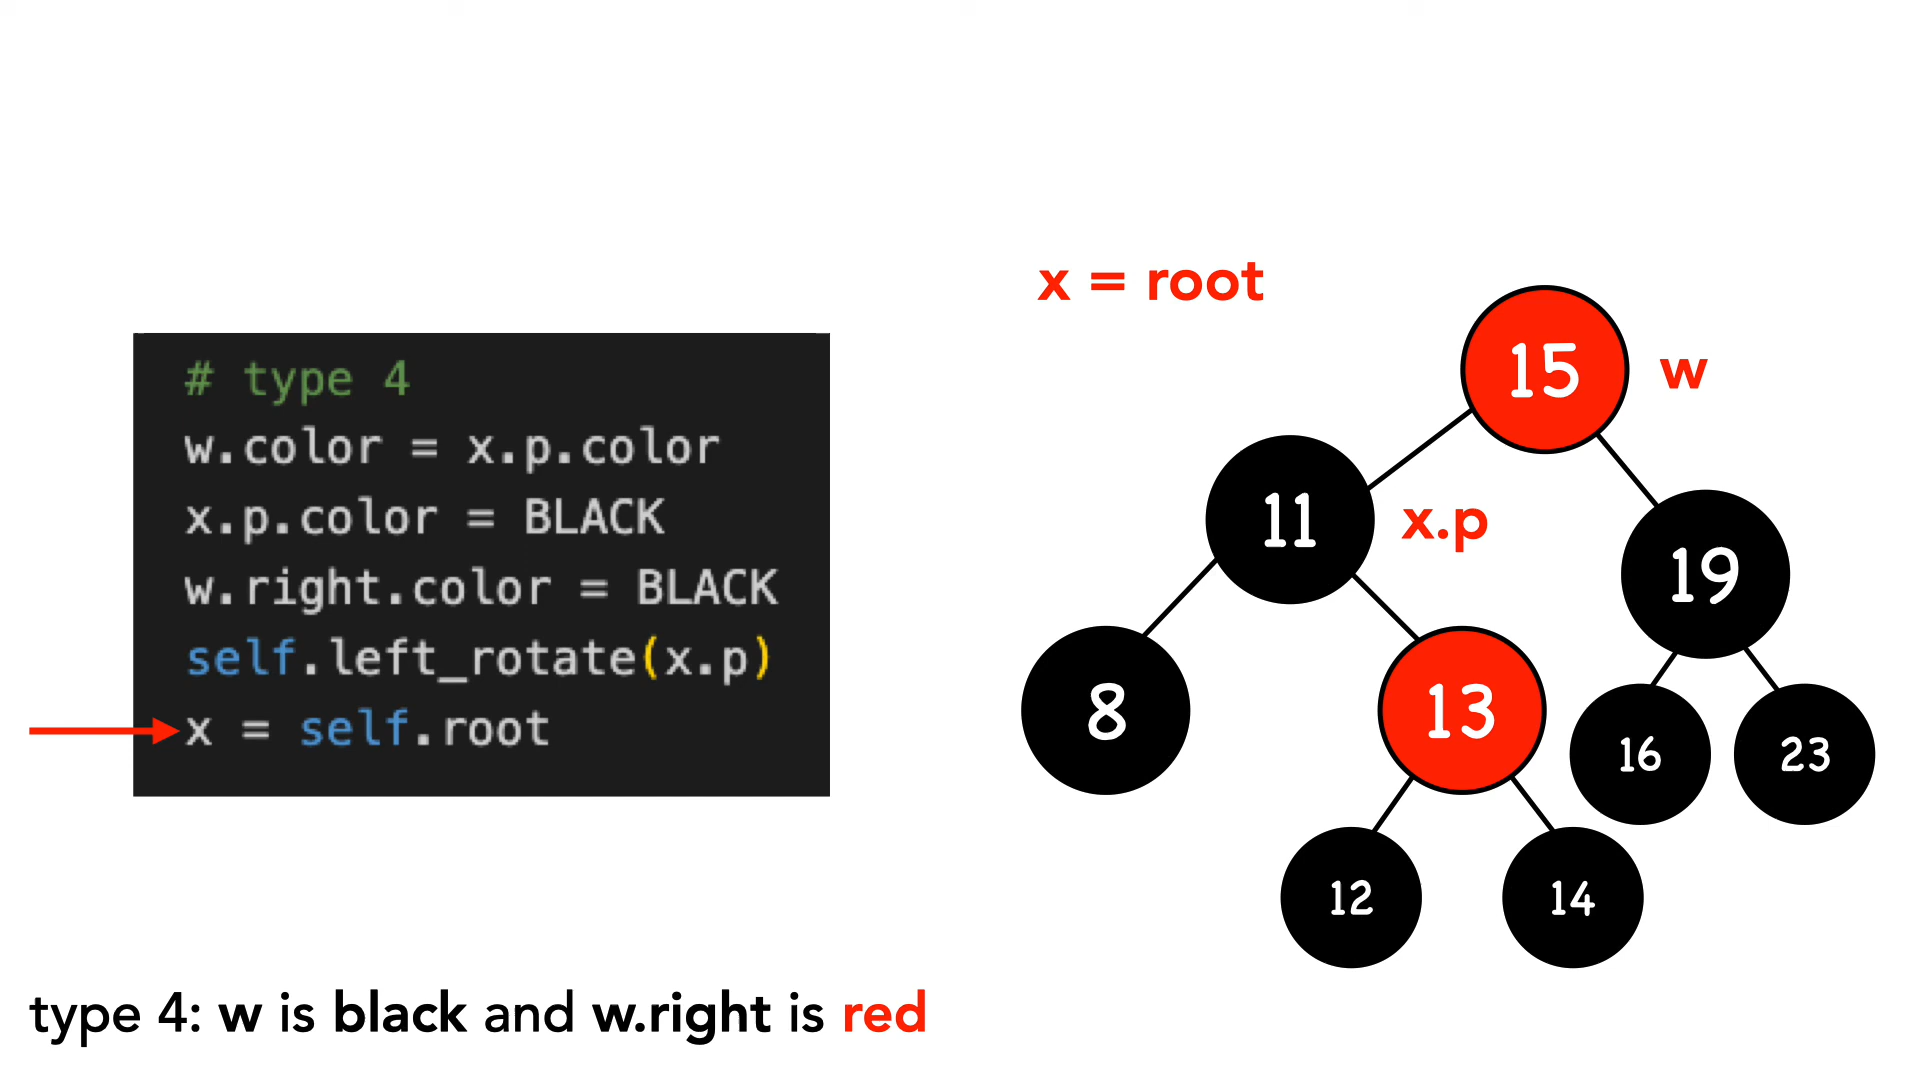 # type 4
w.color = x.p.color
x.p.color = BLACK
w.right.color = BLACK
self.left_rotate(x.p)
x = self.root
x = root
15
w
11
x.p
19
8
13
16
23
12
14
type 4: w is black and w.right is red